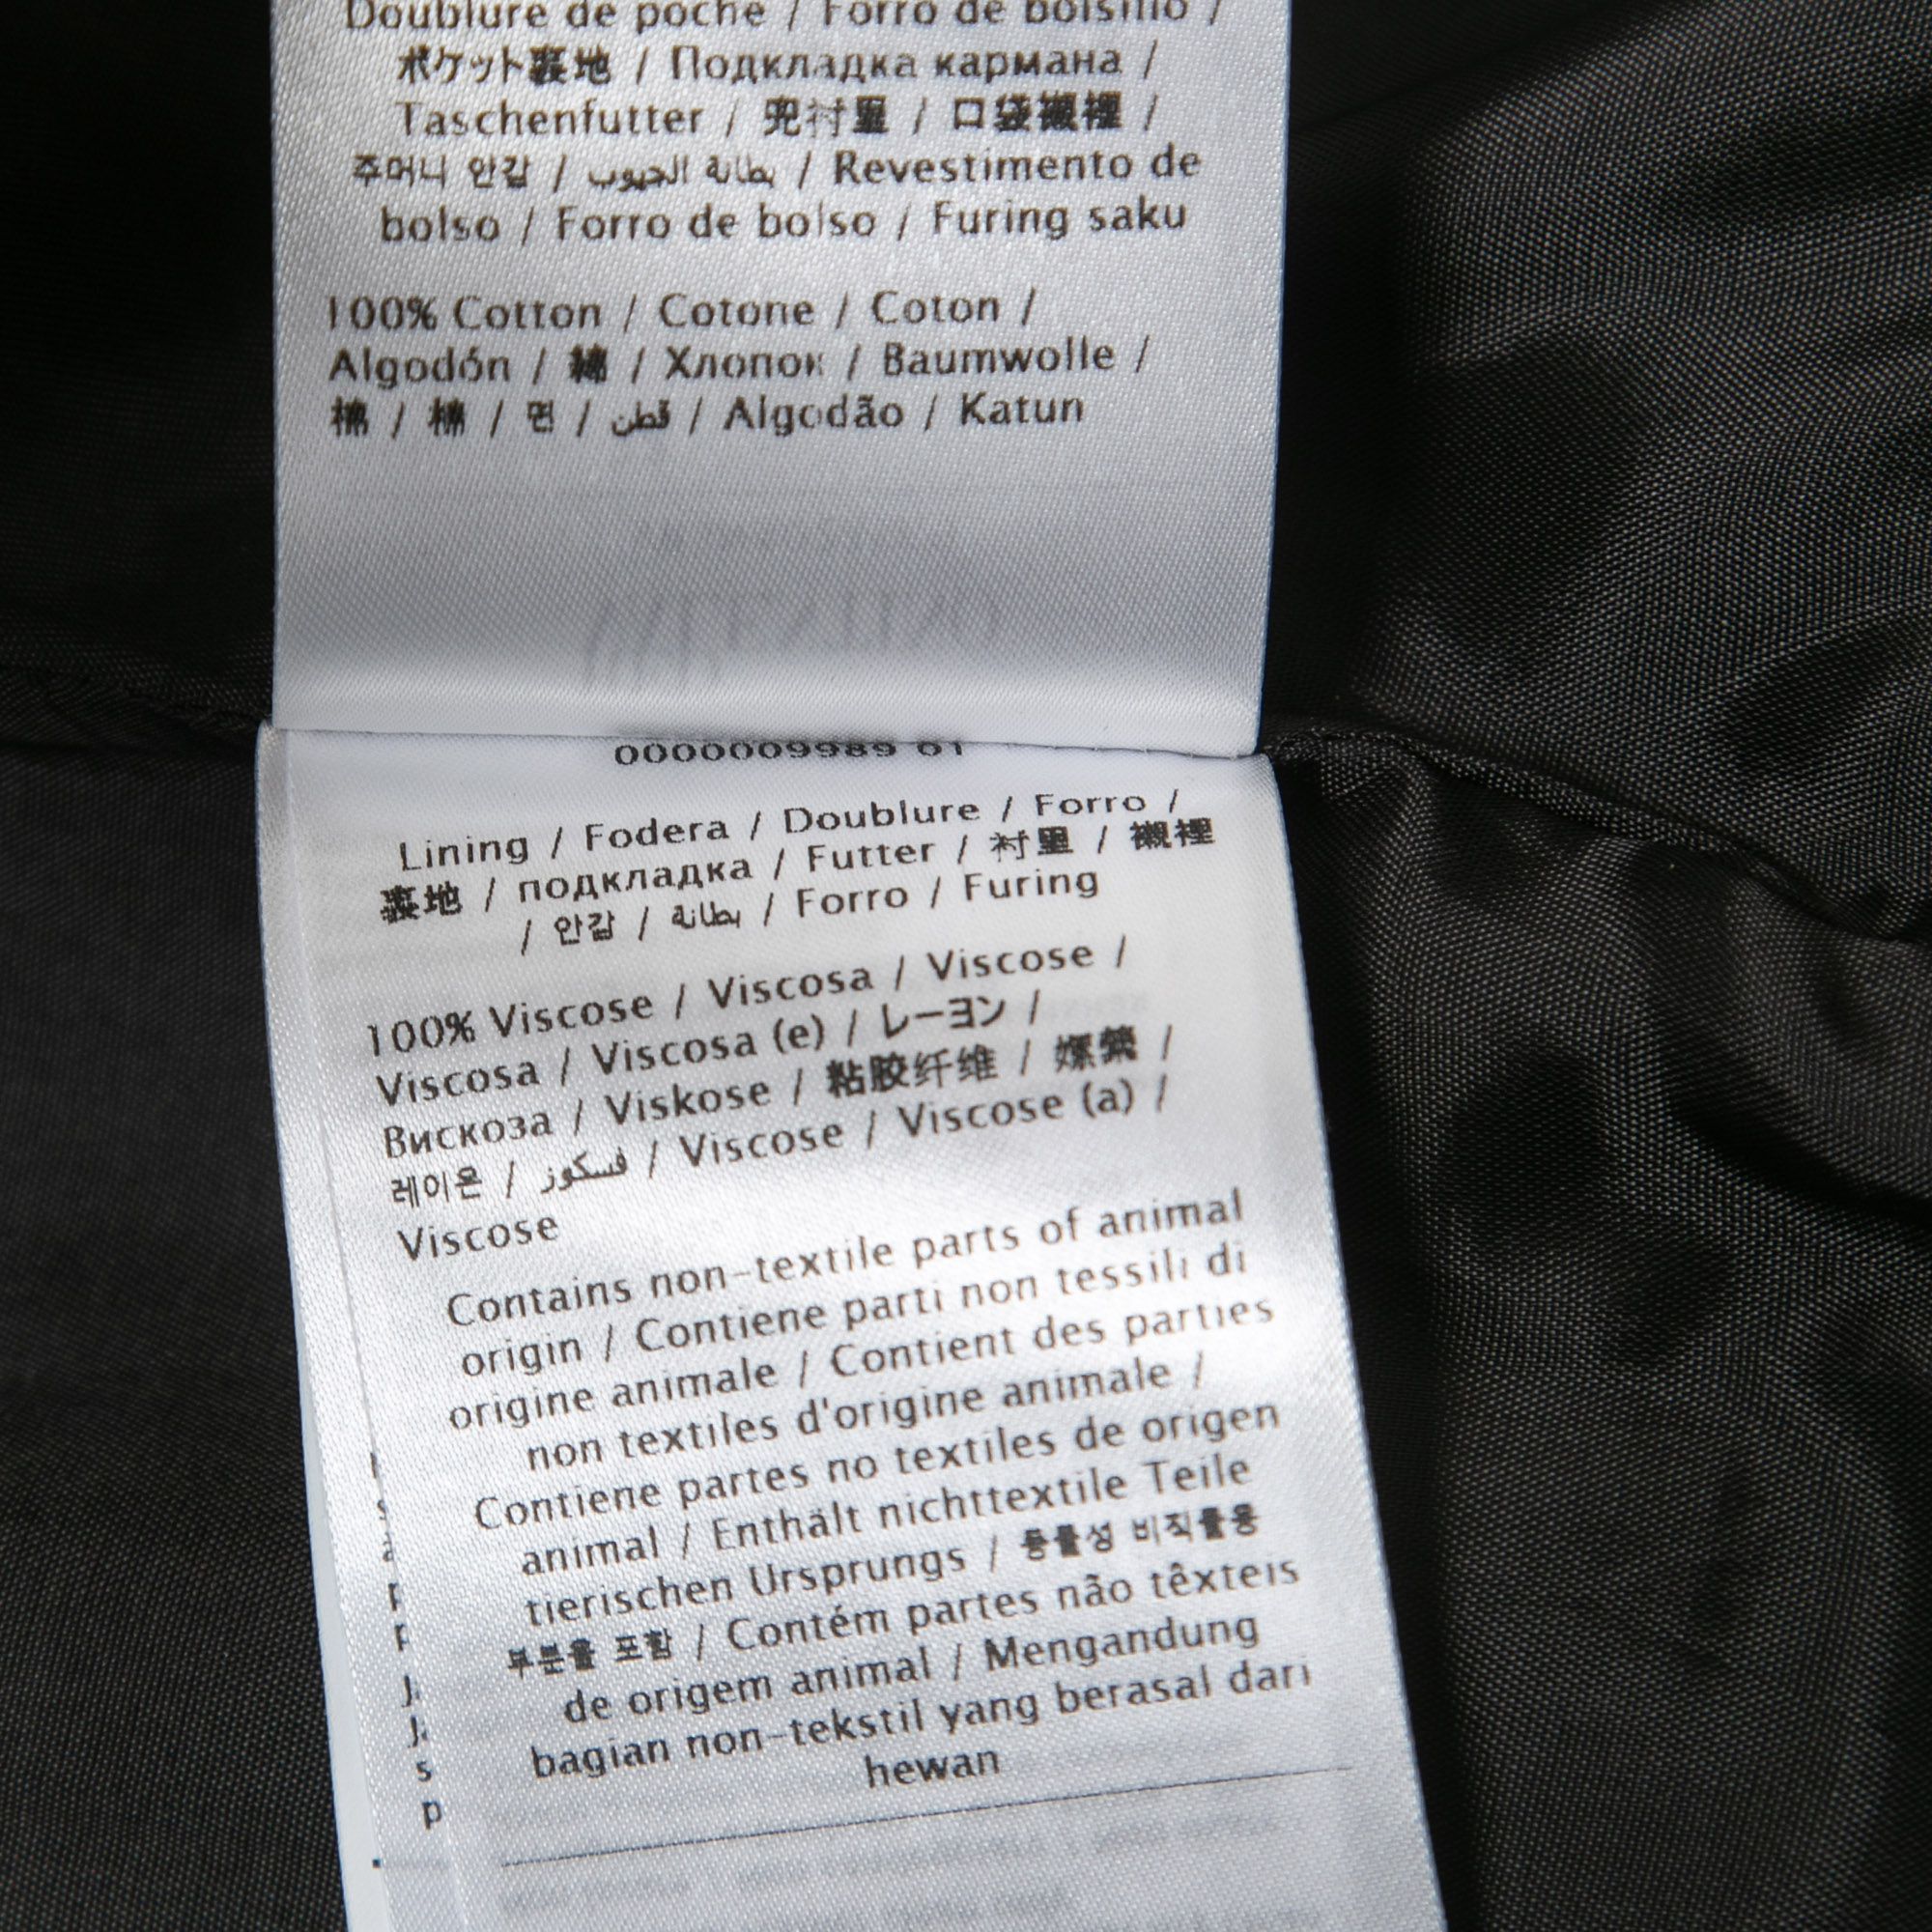 Doublure de poche / Forro de bolsillo /
ポケット裏地 / Подкладка кармана /
Taschenfutter / 兜衬里 / 口袋襯裡 /
주머니 안감 / بطانة الجيوب / Revestimento de
bolso / Forro de bolso / Furing saku
100% Cotton / Cotone / Coton /
Algodón / 綿 / Хлопок / Baumwolle /
棉 / 棉 / 면 / قطن / Algodão / Katun
0000009989 01
Lining / Fodera / Doublure / Forro /
裏地 / подкладка / Futter / 衬里 / 襯裡
/ 안감 / بطانة / Forro / Furing
100% Viscose / Viscosa / Viscose /
Viscosa / Viscosa (e) / レーヨン /
Вискоза / Viskose / 粘胶纤维 / 嫘縈 /
레이온 / فسكوز / Viscose / Viscose (a) /
Viscose
Contains non-textile parts of animal
origin / Contiene parti non tessili di
origine animale / Contient des parties
non textiles d'origine animale /
Contiene partes no textiles de origen
animal / Enthält nichttextile Teile
tierischen Ursprungs / 동물성 비직물용
부분을 포함 / Contém partes não têxteis
de origem animal / Mengandung
bagian non-tekstil yang berasal dari
hewan